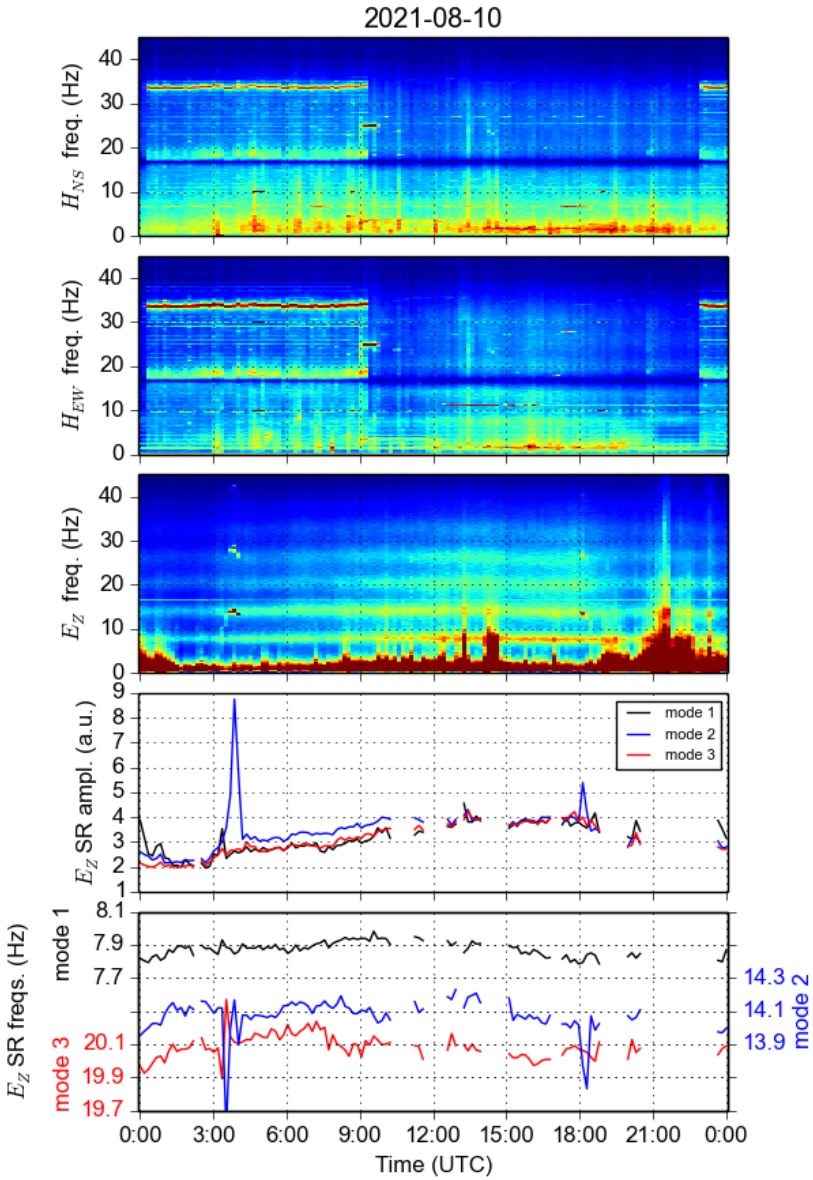 2021-08-10
H_NS freq. (Hz)
40
30
20
10
0
H_EW freq. (Hz)
40
30
20
10
0
E_Z freq. (Hz)
40
30
20
10
0
E_Z SR ampl. (a.u.)
9
8
7
6
5
4
3
2
1
mode 1
mode 2
mode 3
E_Z SR freqs. (Hz)
mode 1
8.1
7.9
7.7
mode 3
20.1
19.9
19.7
14.3
14.1
13.9
mode 2
0:00 3:00 6:00 9:00 12:00 15:00 18:00 21:00 0:00
Time (UTC)